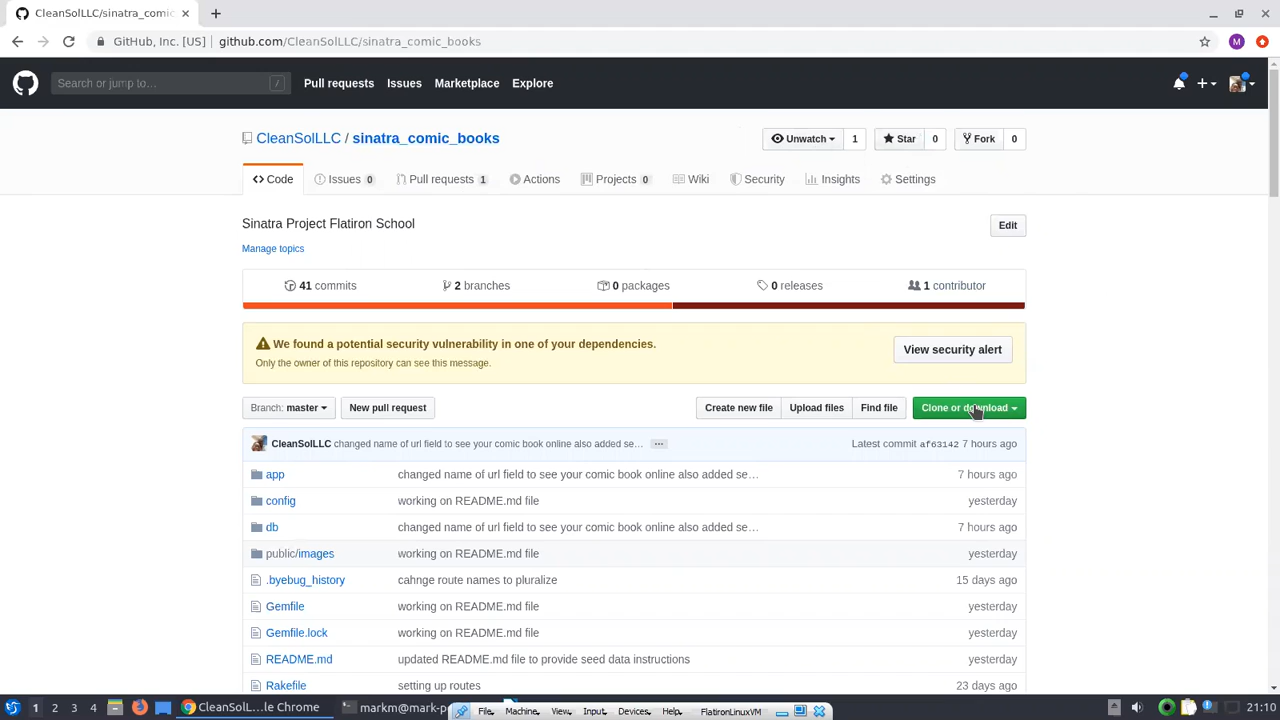 CleanSolLLC/sinatra_comic
GitHub, Inc. [US] github.com/CleanSolLLC/sinatra_comic_books M
Search or jump to… / Pull requests Issues Marketplace Explore
CleanSolLLC / sinatra_comic_books Unwatch 1 Star 0 Fork 0
Code Issues 0 Pull requests 1 Actions Projects 0 Wiki Security Insights Settings
Sinatra Project Flatiron School Edit
Manage topics
41 commits 2 branches 0 packages 0 releases 1 contributor
We found a potential security vulnerability in one of your dependencies.
Only the owner of this repository can see this message.
View security alert
Branch: master New pull request Create new file Upload files Find file Clone or download
CleanSolLLC changed name of url field to see your comic book online also added se… Latest commit af63142 7 hours ago
app changed name of url field to see your comic book online also added se… 7 hours ago
config working on README.md file yesterday
db changed name of url field to see your comic book online also added se… 7 hours ago
public/images working on README.md file yesterday
.byebug_history cahnge route names to pluralize 15 days ago
Gemfile working on README.md file yesterday
Gemfile.lock working on README.md file yesterday
README.md updated README.md file to provide seed data instructions yesterday
Rakefile setting up routes 23 days ago
1 2 3 4 CleanSolL…le Chrome markm@mark-p File Machine View Input Devices Help FlatironLinuxVM 21:10